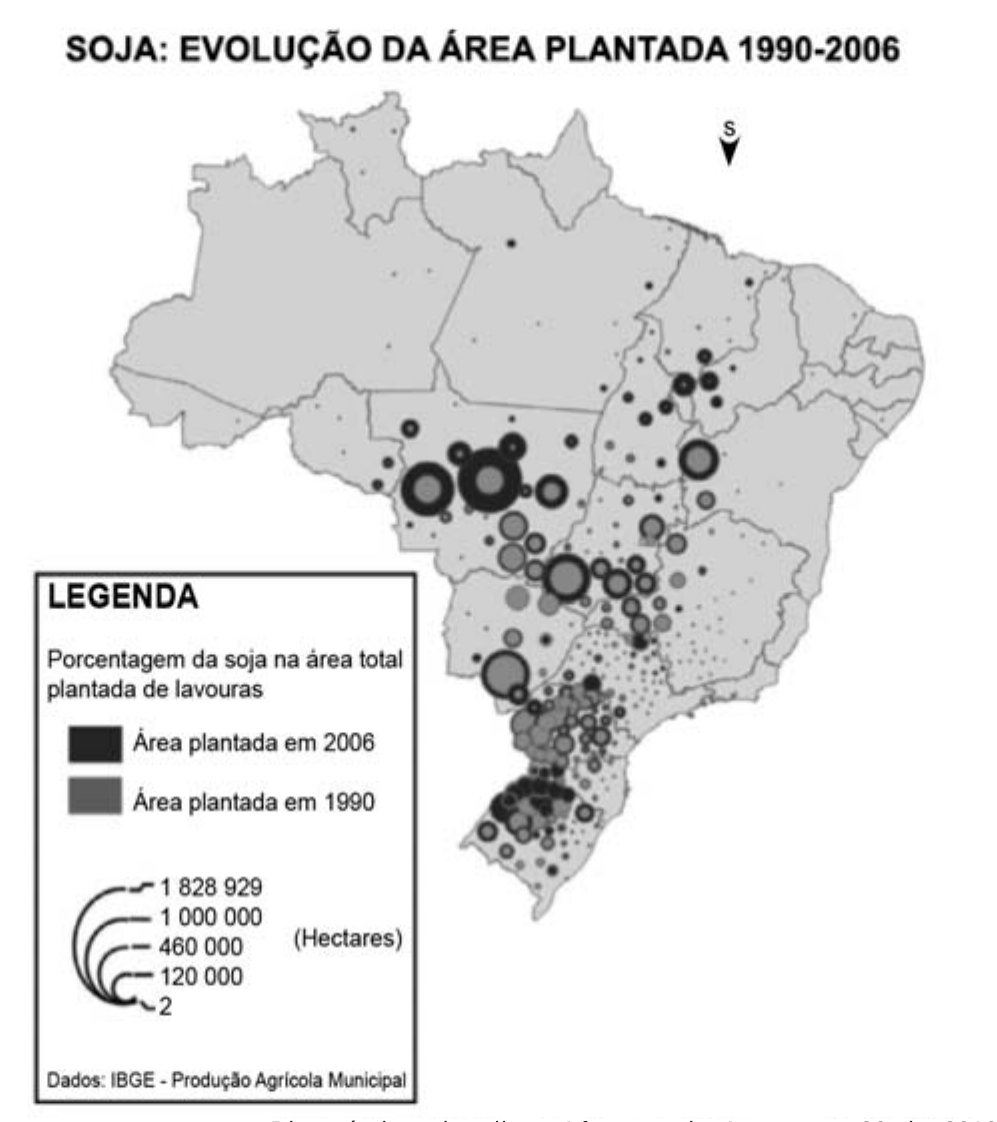 SOJA: EVOLUÇÃO DA ÁREA PLANTADA 1990-2006
S
LEGENDA
Porcentagem da soja na área total
plantada de lavouras
Área plantada em 2006
Área plantada em 1990
1 828 929
1 000 000
460 000
120 000
2
(Hectares)
Dados: IBGE - Produção Agrícola Municipal